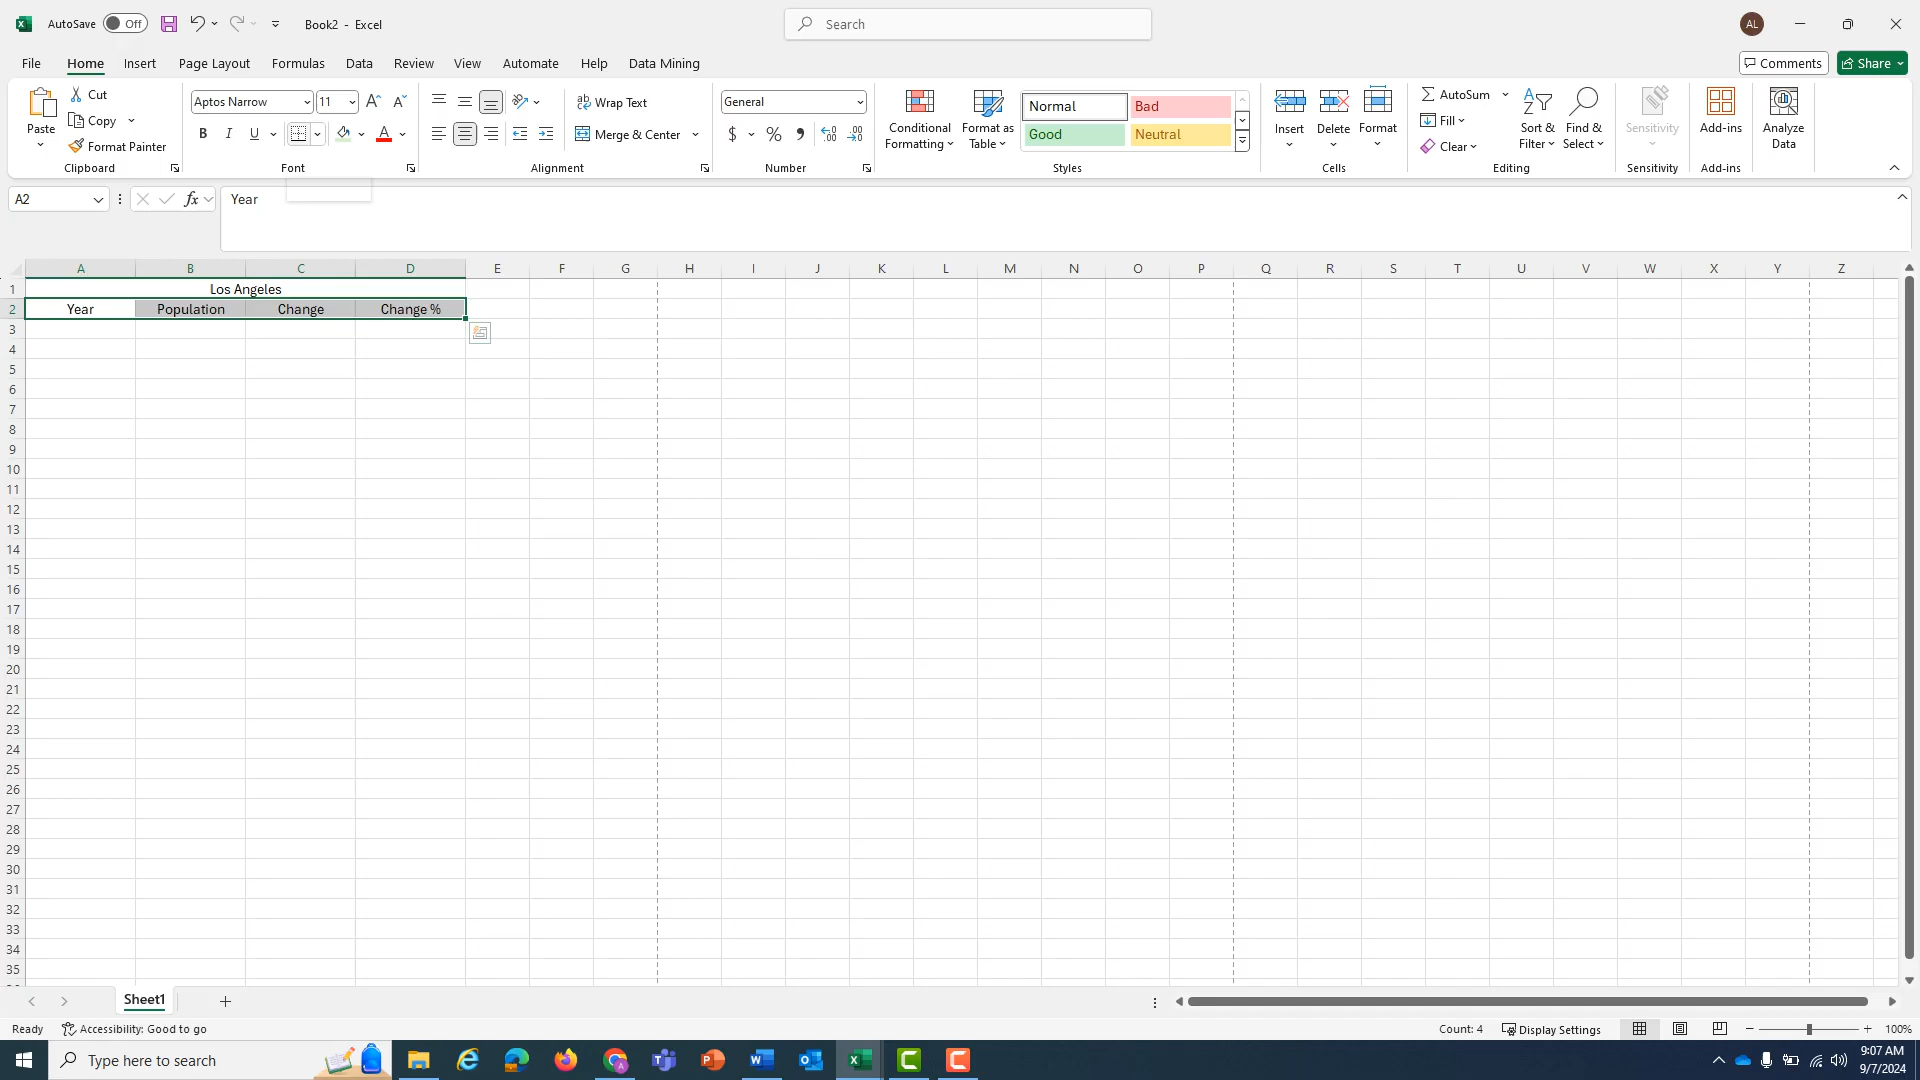 AutoSave Off Book2 - Excel Search AL
File Home Insert Page Layout Formulas Data Review View Automate Help Data Mining Comments Share
Paste Cut Copy Format Painter Clipboard
Aptos Narrow 11 B I U Font
Wrap Text Merge & Center Alignment
General $ % Number
Conditional Formatting Format as Table Normal Bad Good Neutral Styles
Insert Delete Format Cells
AutoSum Fill Clear Sort & Filter Find & Select Editing
Sensitivity Sensitivity
Add-ins Add-ins
Analyze Data
A2 fx Year
A B C D E F G H I J K L M N O P Q R S T U V W X Y Z
1 Los Angeles
2 Year Population Change Change %
3
4
5
6
7
8
9
10
11
12
13
14
15
16
17
18
19
20
21
22
23
24
25
26
27
28
29
30
31
32
33
34
35
Sheet1
Ready Accessibility: Good to go Count: 4 Display Settings 100%
Type here to search 9:07 AM
9/7/2024